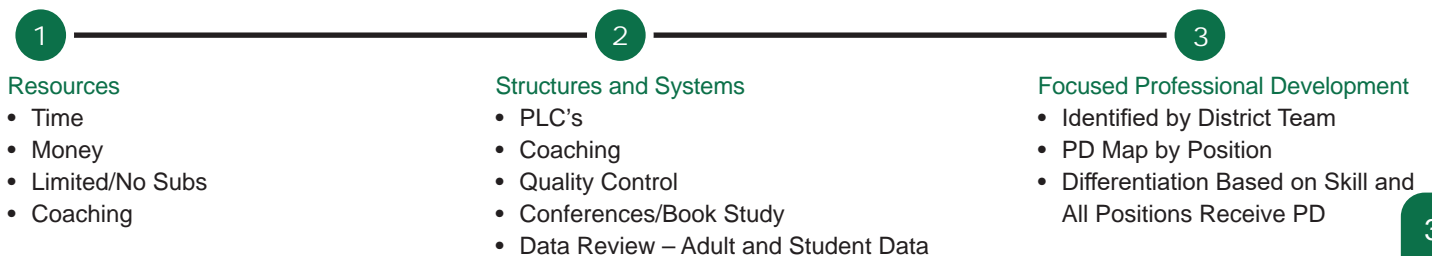 1
2
3
Resources
• Time
• Money
• Limited/No Subs
• Coaching
Structures and Systems
• PLC's
• Coaching
• Quality Control
• Conferences/Book Study
• Data Review – Adult and Student Data
Focused Professional Development
• Identified by District Team
• PD Map by Position
• Differentiation Based on Skill and
All Positions Receive PD